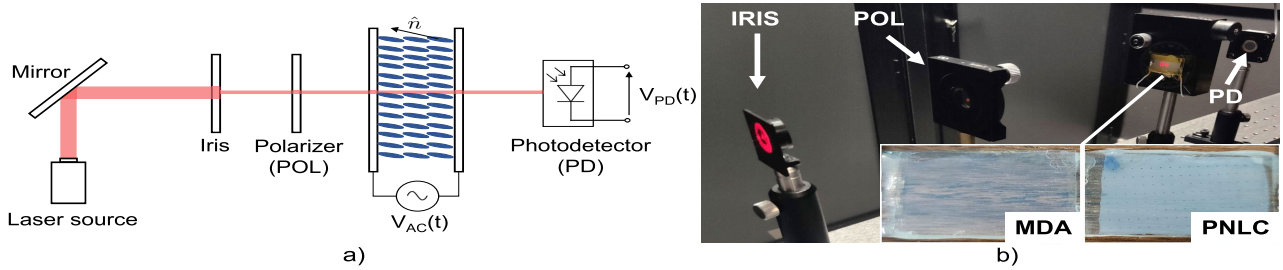 n̂
Mirror
Iris
Polarizer
(POL)
V_PD(t)
Photodetector
(PD)
Laser source
V_AC(t)
a)
IRIS
POL
PD
MDA
PNLC
b)